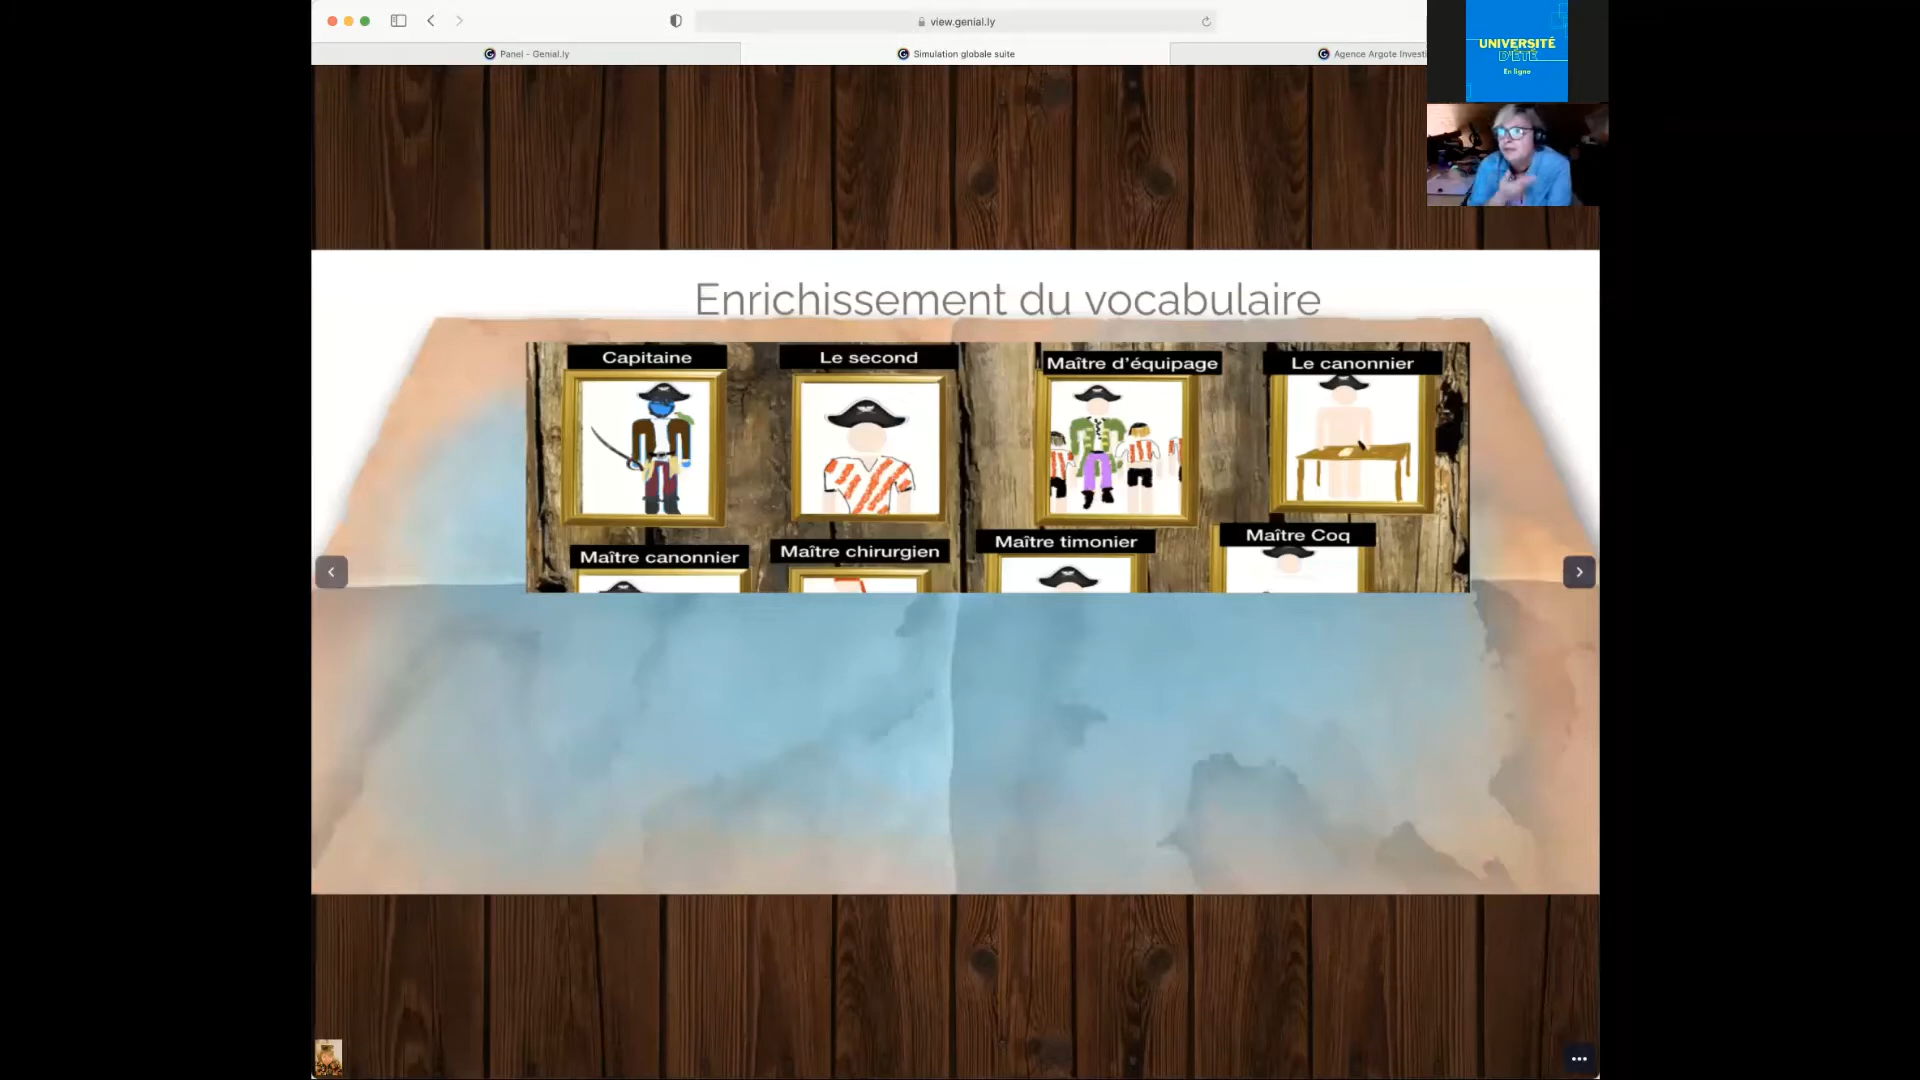 view.genial.ly
Panel - Genial.ly
Simulation globale suite
Agence Argote Investi
UNIVERSITÉ
D'ÉTÉ
En ligne
Enrichissement du vocabulaire
Capitaine
Le second
Maître d'équipage
Le canonnier
Maître canonnier
Maître chirurgien
Maître timonier
Maître Coq